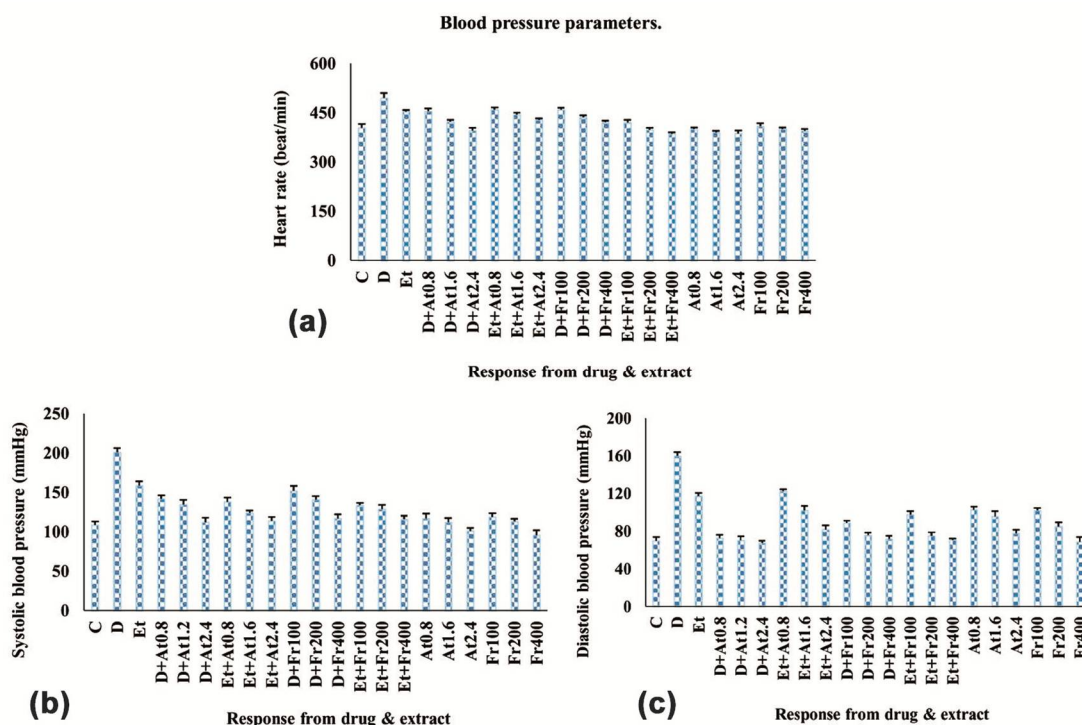 Blood pressure parameters.
Heart rate (beat/min)
600
450
300
150
0
C
D
Et
D+At0.8
D+At1.6
D+At2.4
Et+At0.8
Et+At1.6
Et+At2.4
D+Fr100
D+Fr200
D+Fr400
Et+Fr100
Et+Fr200
Et+Fr400
At0.8
At1.6
At2.4
Fr100
Fr200
Fr400
(a)
Response from drug & extract
Systolic blood pressure (mmHg)
250
200
150
100
50
0
C
D
Et
D+At0.8
D+At1.2
D+At2.4
Et+At0.8
Et+At1.6
Et+At2.4
D+Fr100
D+Fr200
D+Fr400
Et+Fr100
Et+Fr200
Et+Fr400
At0.8
At1.6
At2.4
Fr100
Fr200
Fr400
(b)
Response from drug & extract
Diastolic blood pressure (mmHg)
200
160
120
80
40
0
C
D
Et
D+At0.8
D+At1.2
D+At2.4
Et+At0.8
Et+At1.6
Et+At2.4
D+Fr100
D+Fr200
D+Fr400
Et+Fr100
Et+Fr200
Et+Fr400
At0.8
At1.6
At2.4
Fr100
Fr200
Fr400
(c)
Response from drug & extract